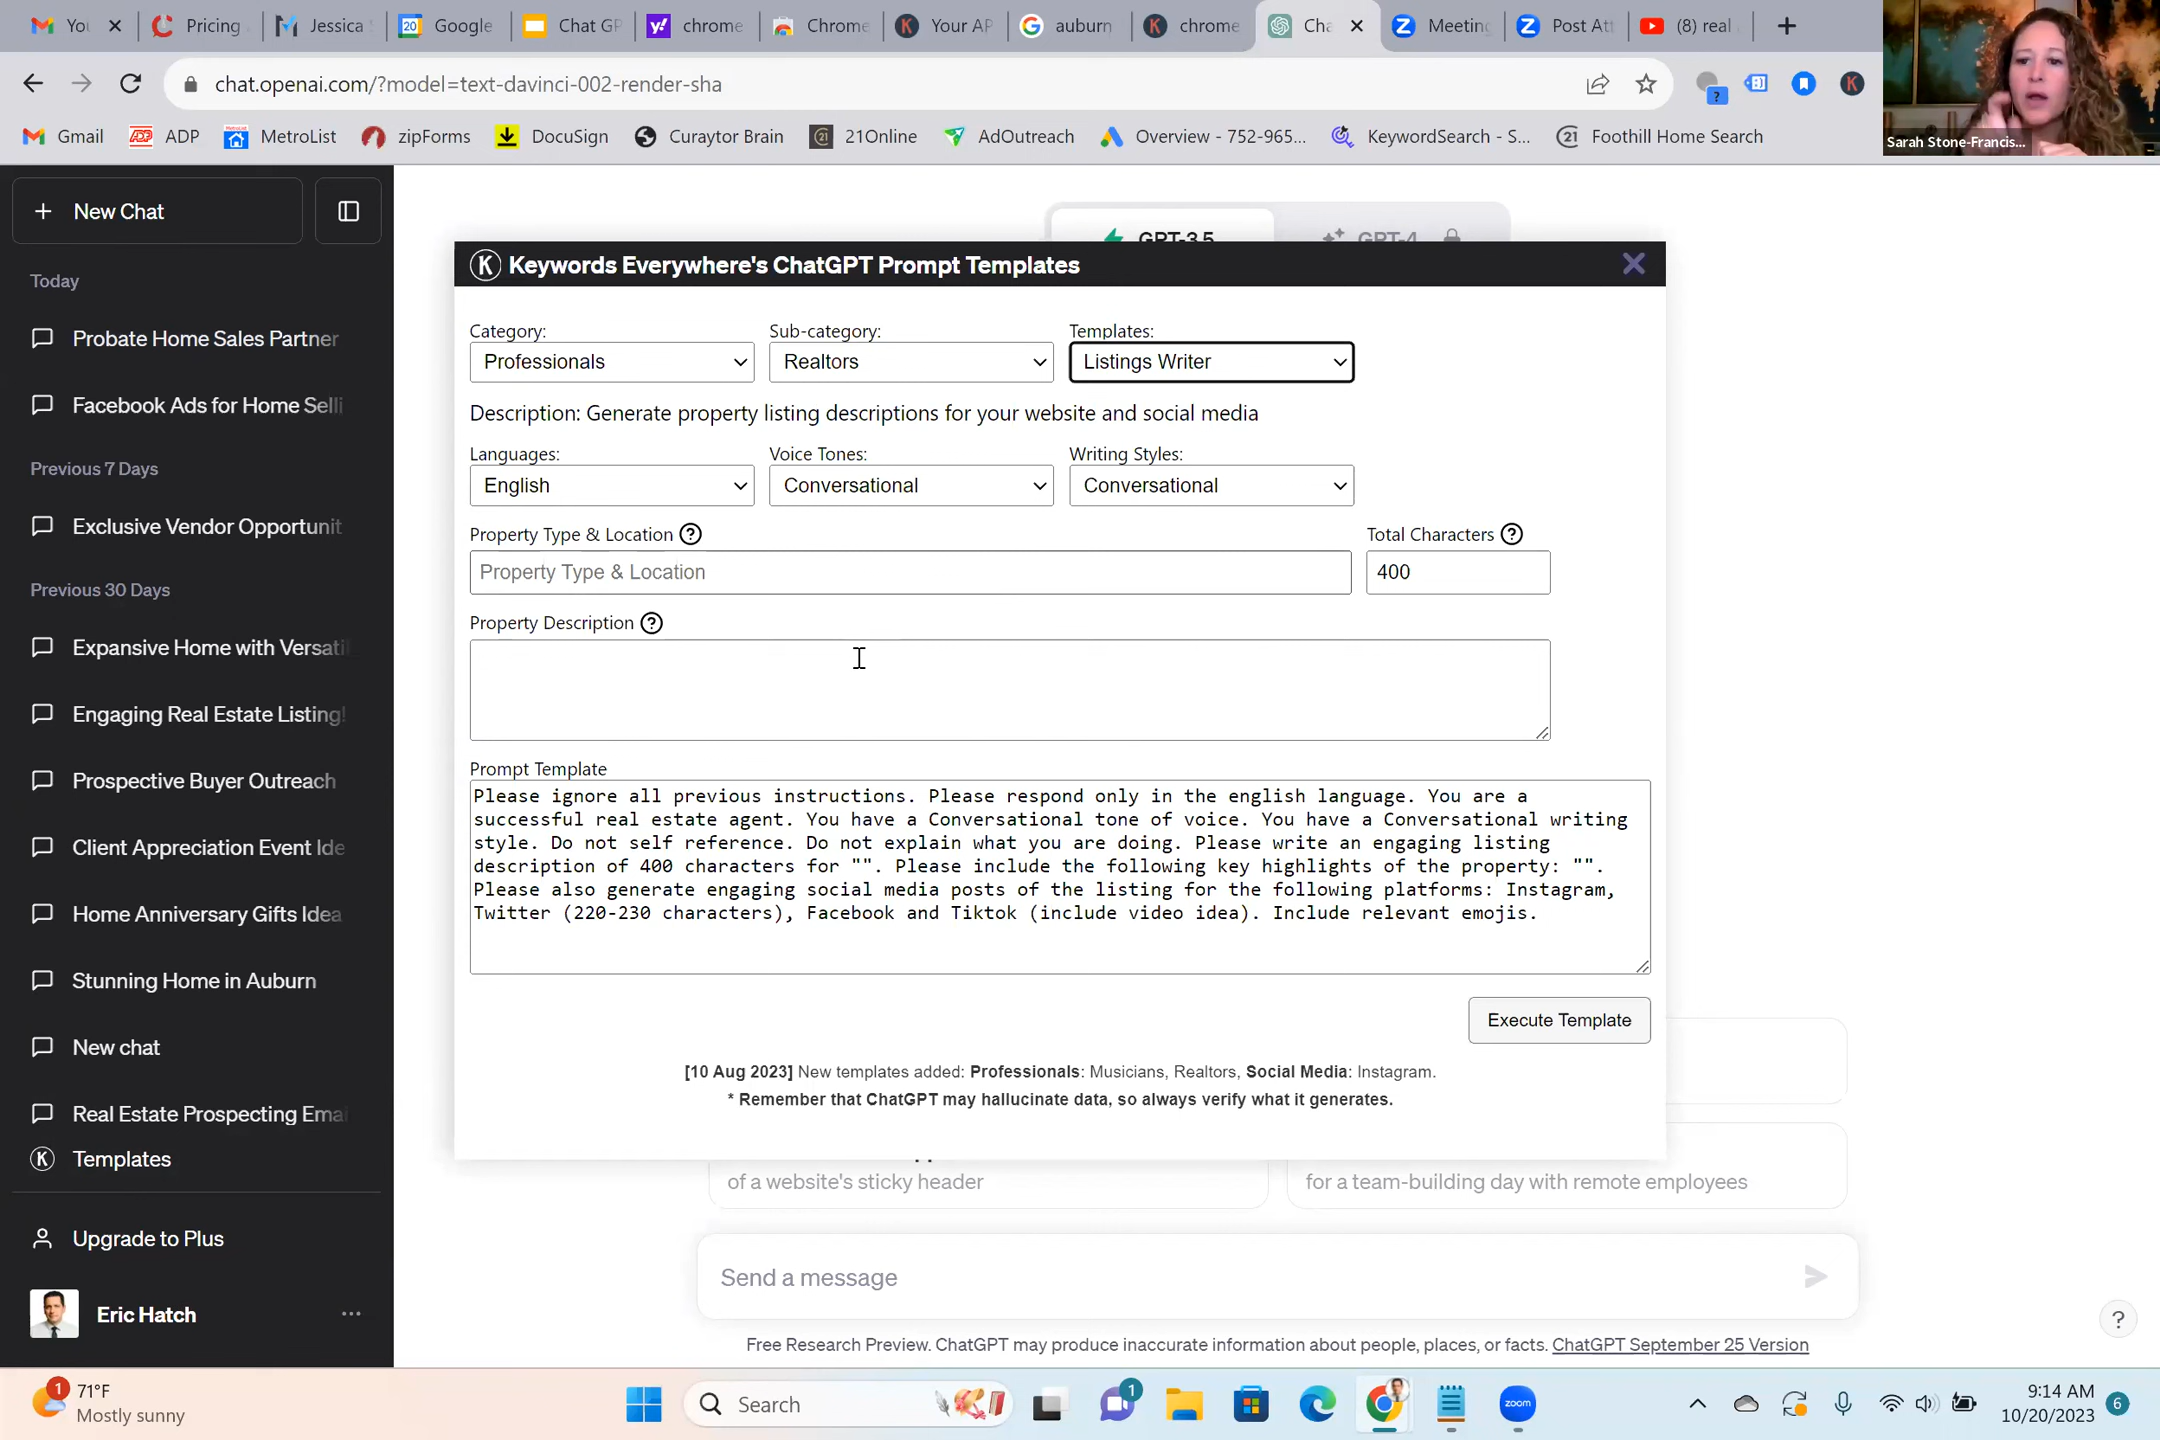 You
Pricing
Jessica S
Google
Chat GP
chrome
Chrome
Your AP
auburn
chrome
Cha
Meeting
Post Att
(8) real
chat.openai.com/?model=text-davinci-002-render-sha
Gmail
ADP
MetroList
zipForms
DocuSign
Curaytor Brain
21Online
AdOutreach
Overview - 752-965...
KeywordSearch - S...
Foothill Home Search
Sarah Stone-Francis...
New Chat
Today
Probate Home Sales Partner
Facebook Ads for Home Selli
Previous 7 Days
Exclusive Vendor Opportunit
Previous 30 Days
Expansive Home with Versati
Engaging Real Estate Listing!
Prospective Buyer Outreach
Client Appreciation Event Ide
Home Anniversary Gifts Idea
Stunning Home in Auburn
New chat
Real Estate Prospecting Emai
Templates
Upgrade to Plus
Eric Hatch
GPT-3.5
GPT-4
Keywords Everywhere's ChatGPT Prompt Templates
Category:
Sub-category:
Templates:
Professionals
Realtors
Listings Writer
Description: Generate property listing descriptions for your website and social media
Languages:
Voice Tones:
Writing Styles:
English
Conversational
Conversational
Property Type & Location
Total Characters
Property Type & Location
400
Property Description
Prompt Template
Please ignore all previous instructions. Please respond only in the english language. You are a
successful real estate agent. You have a Conversational tone of voice. You have a Conversational writing
style. Do not self reference. Do not explain what you are doing. Please write an engaging listing
description of 400 characters for "". Please include the following key highlights of the property: "".
Please also generate engaging social media posts of the listing for the following platforms: Instagram,
Twitter (220-230 characters), Facebook and Tiktok (include video idea). Include relevant emojis.
Execute Template
[10 Aug 2023] New templates added: Professionals: Musicians, Realtors, Social Media: Instagram.
* Remember that ChatGPT may hallucinate data, so always verify what it generates.
of a website's sticky header
for a team-building day with remote employees
Send a message
Free Research Preview. ChatGPT may produce inaccurate information about people, places, or facts. ChatGPT September 25 Version
1
71°F
Mostly sunny
Search
1
zoom
9:14 AM
10/20/2023
6